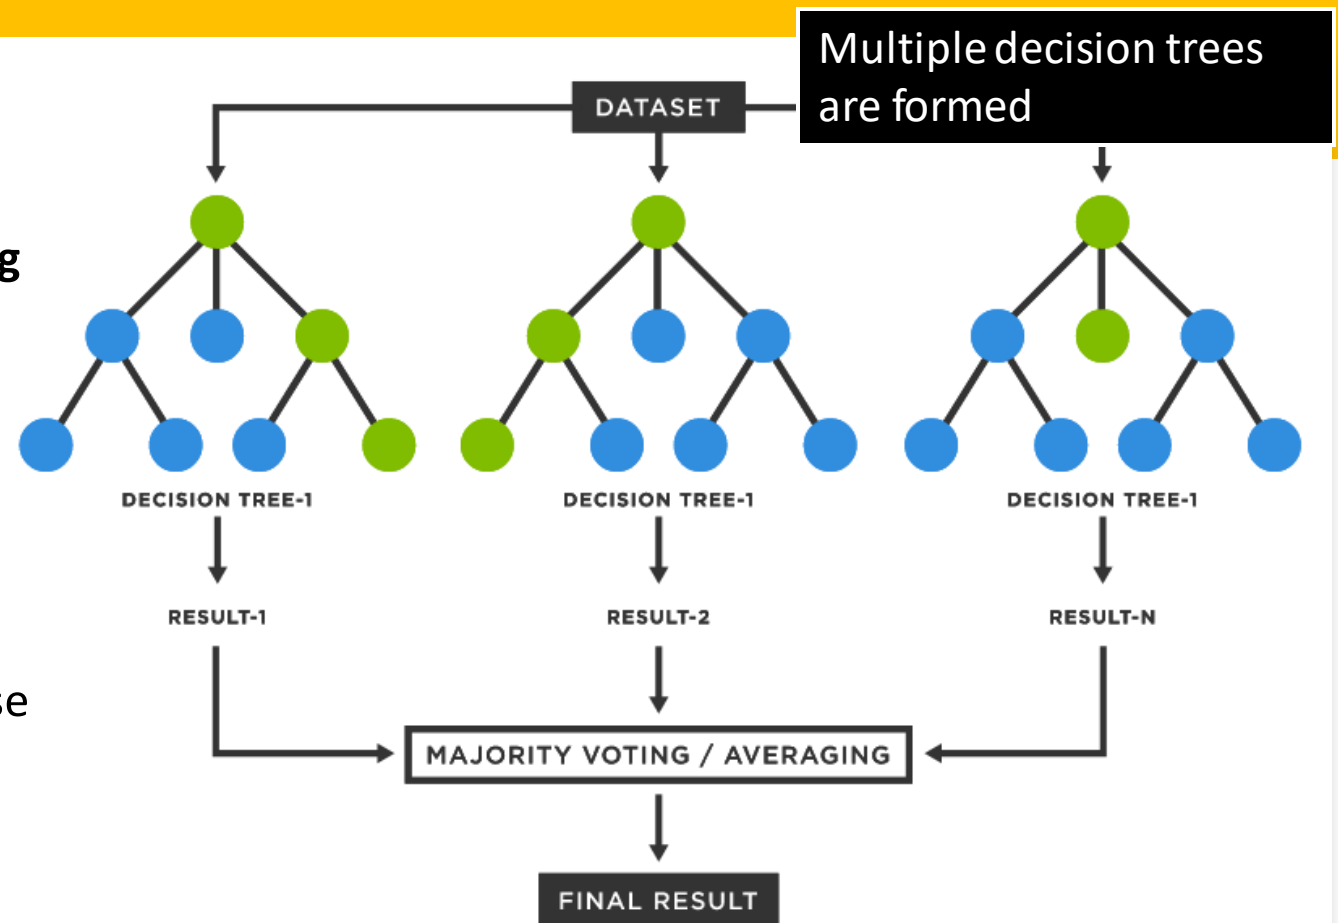 Multiple decision trees
are formed
DATASET
g
DECISION TREE-1
DECISION TREE-1
DECISION TREE-1
RESULT-1
RESULT-2
RESULT-N
se
MAJORITY VOTING / AVERAGING
FINAL RESULT